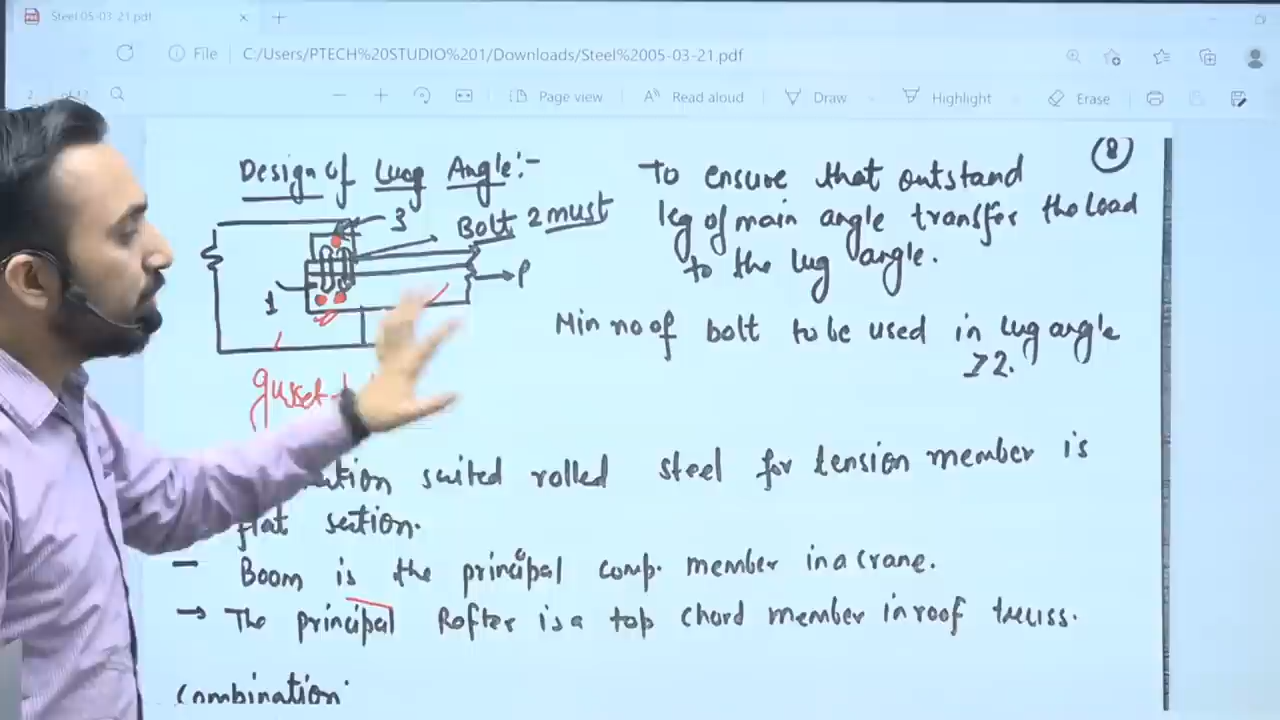 Steel 05-03-21.pdf
File C:/Users/PTECH%20STUDIO%201/Downloads/Steel%2005-03-21.pdf
2 of 13 Page view Read aloud Draw Highlight Erase
8
Design of Lug Angle:-
3
Bolt 2 must
P
1
gusset
To ensure that outstand
leg of main angle transfer the load
to the lug angle.
Min no of bolt to be used in lug angle
≥ 2.
suited rolled steel for tension member is
flat section.
- Boom is the principal comp. member in a crane.
→ The principal Rafter is a top chord member in roof truss.
Combination